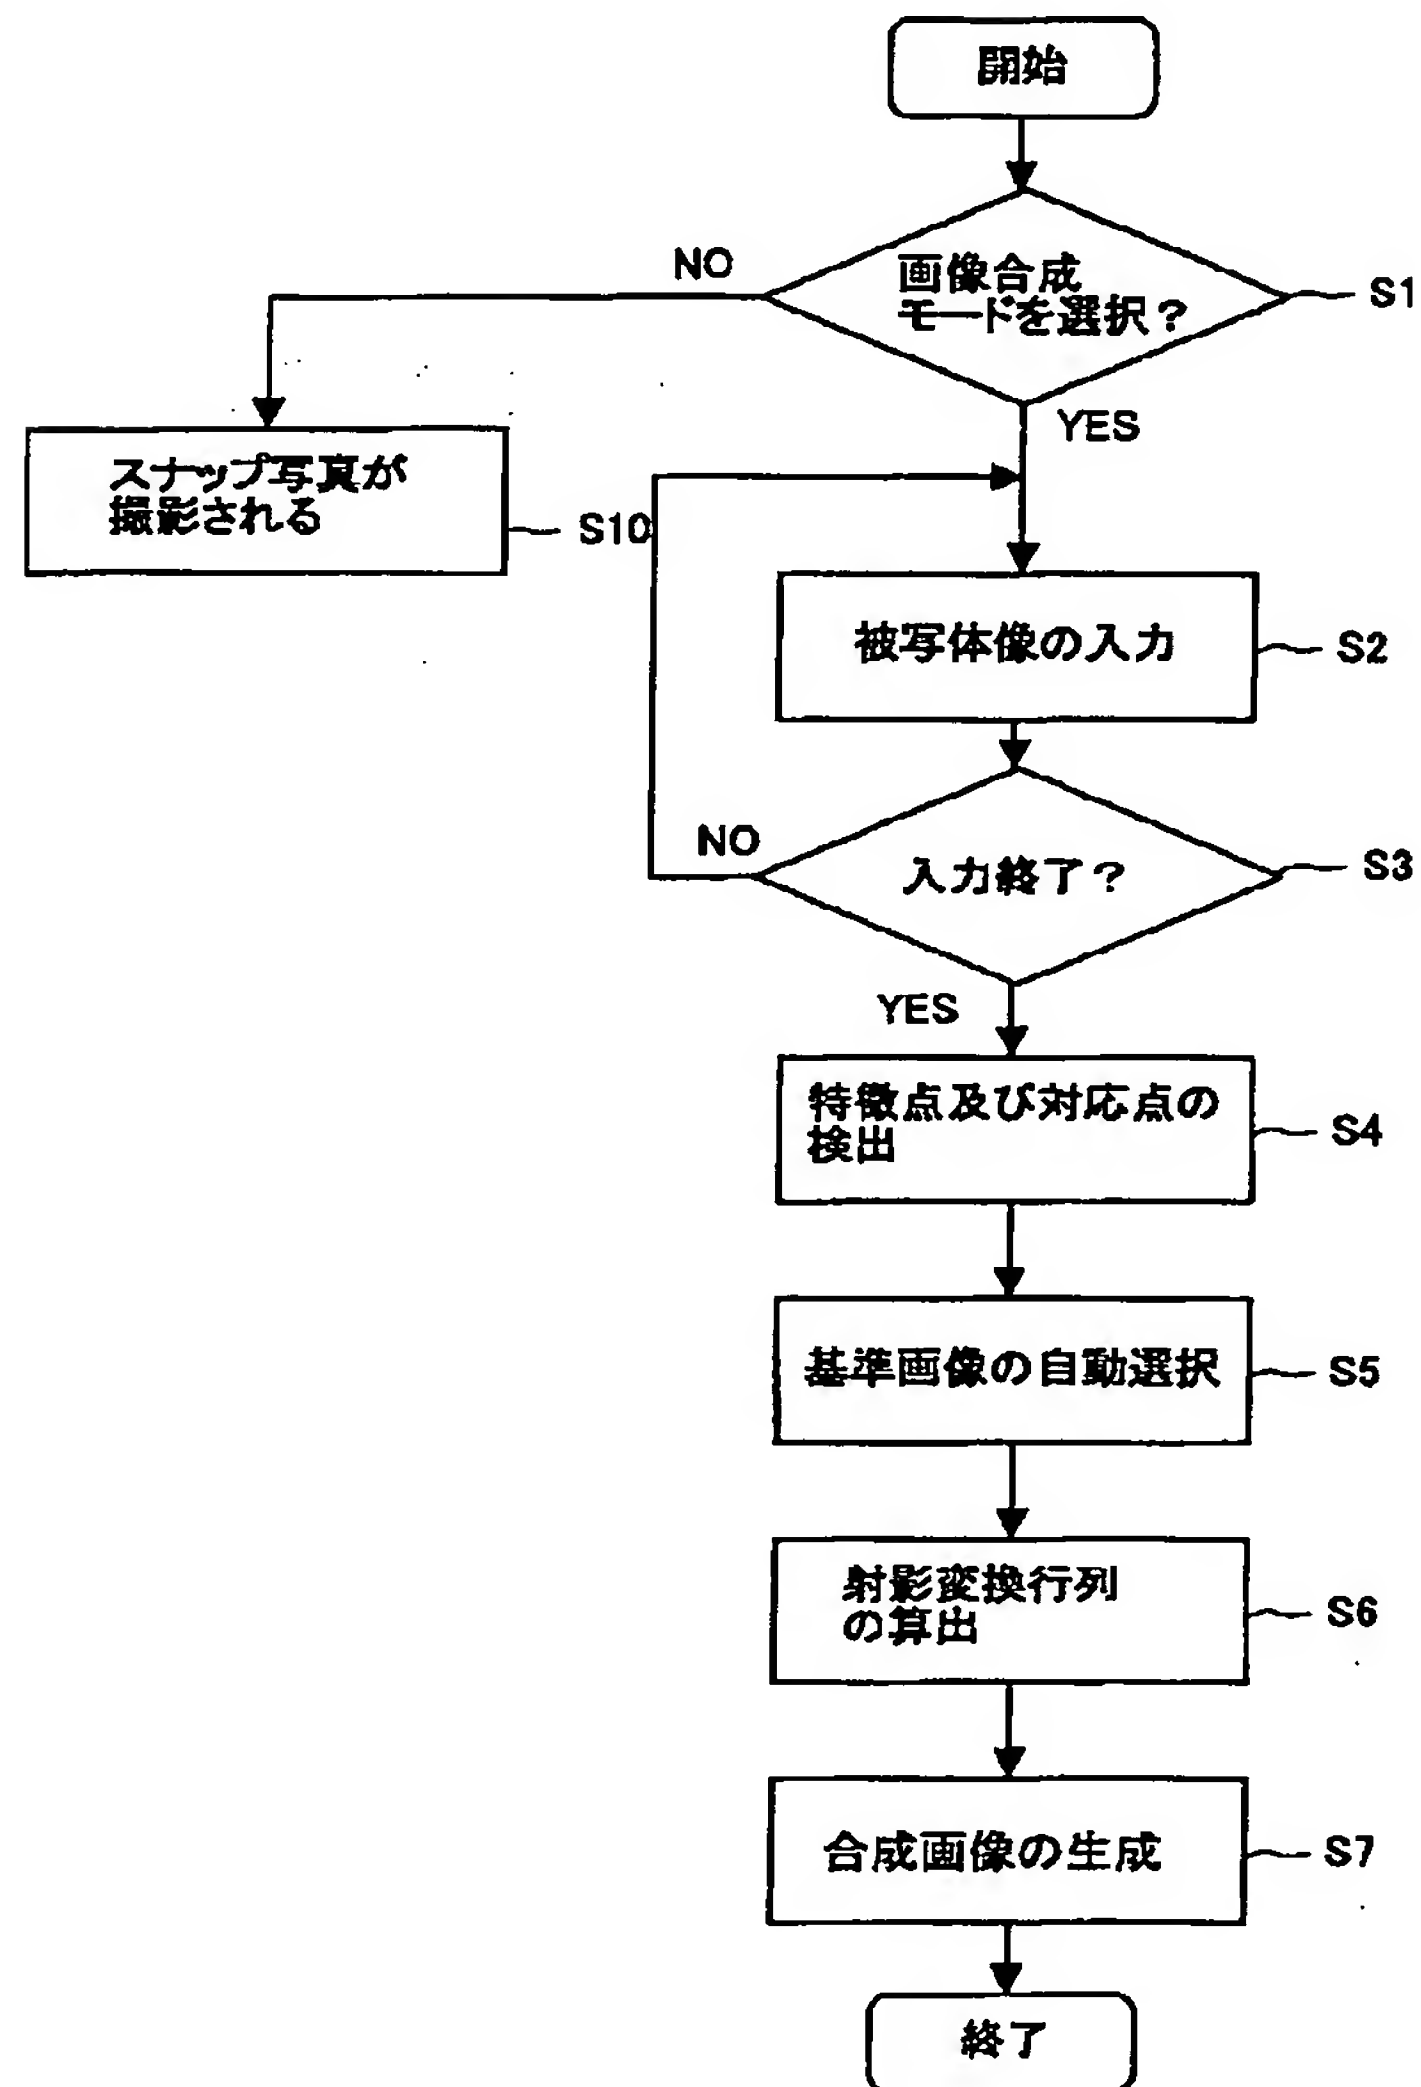 開始
NO
画像合成
モードを選択？
S1
YES
スナップ写真が
撮影される
S10
被写体像の入力
S2
NO
入力終了？
S3
YES
特徴点及び対応点の
検出
S4
基準画像の自動選択
S5
射影変換行列
の算出
S6
合成画像の生成
S7
終了